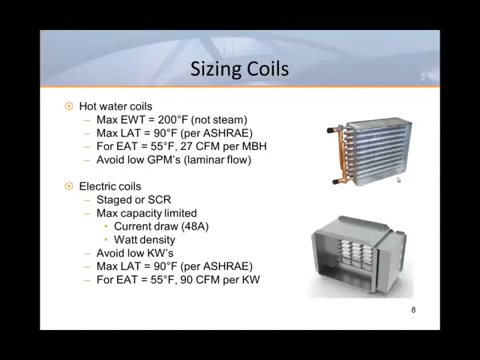 Sizing Coils
Hot water coils
– Max EWT = 200°F (not steam)
– Max LAT = 90°F (per ASHRAE)
– For EAT = 55°F, 27 CFM per MBH
– Avoid low GPM's (laminar flow)
Electric coils
– Staged or SCR
– Max capacity limited
• Current draw (48A)
• Watt density
– Avoid low KW's
– Max LAT = 90°F (per ASHRAE)
– For EAT = 55°F, 90 CFM per KW
8